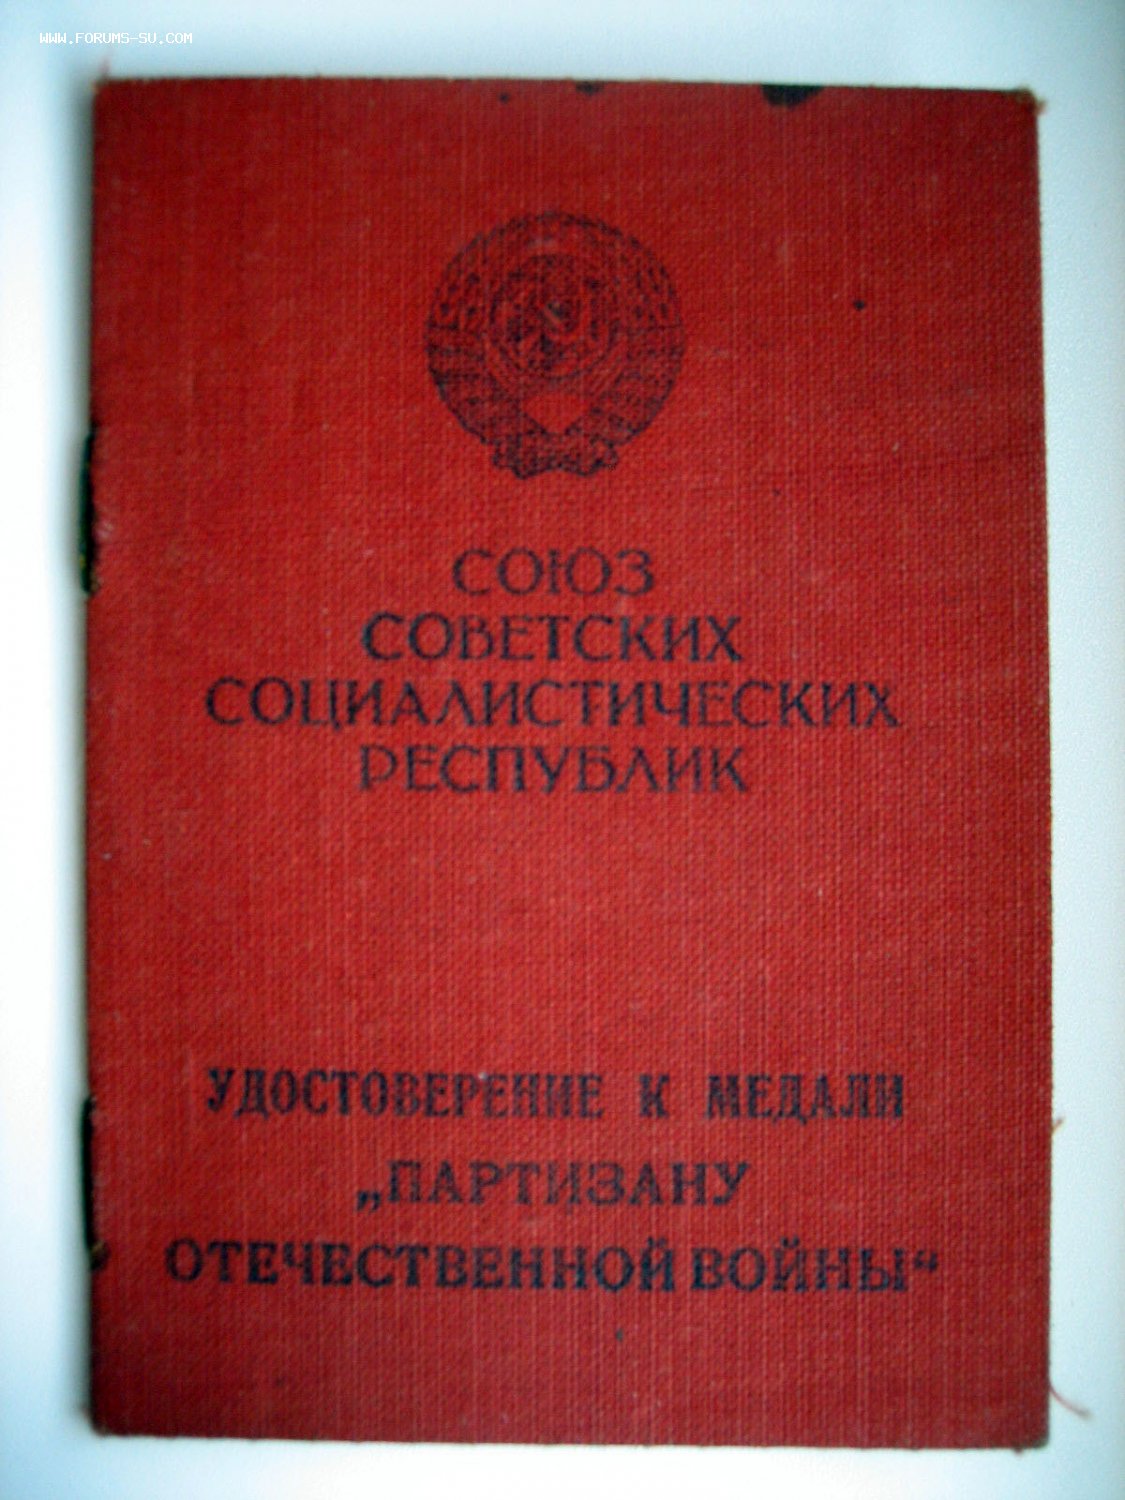 WWW.FORUMS-SU.COM
СОЮЗ
СОВЕТСКИХ
СОЦИАЛИСТИЧЕСКИХ
РЕСПУБЛИК
УДОСТОВЕРЕНИЕ К МЕДАЛИ
„ПАРТИЗАНУ
ОТЕЧЕСТВЕННОЙ ВОЙНЫ“